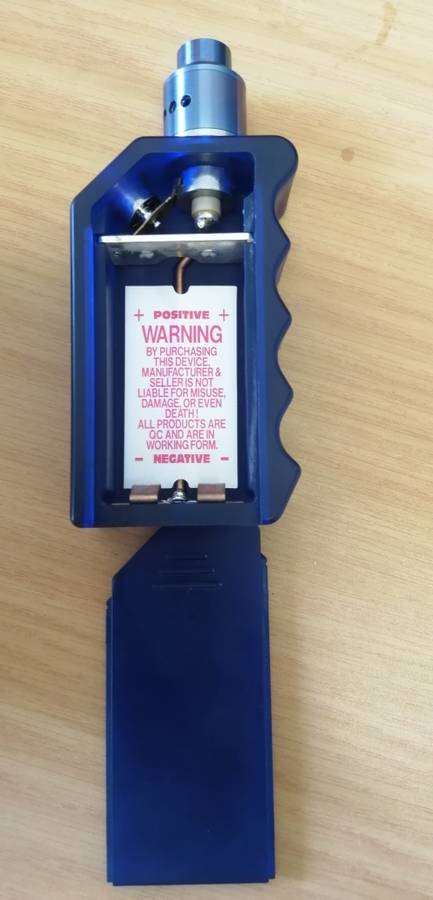 + POSITIVE +
WARNING
BY PURCHASING
THIS DEVICE,
MANUFACTURER &
SELLER IS NOT
LIABLE FOR MISUSE,
DAMAGE, OR EVEN
DEATH!
ALL PRODUCTS ARE
QC AND ARE IN
WORKING FORM.
- NEGATIVE -